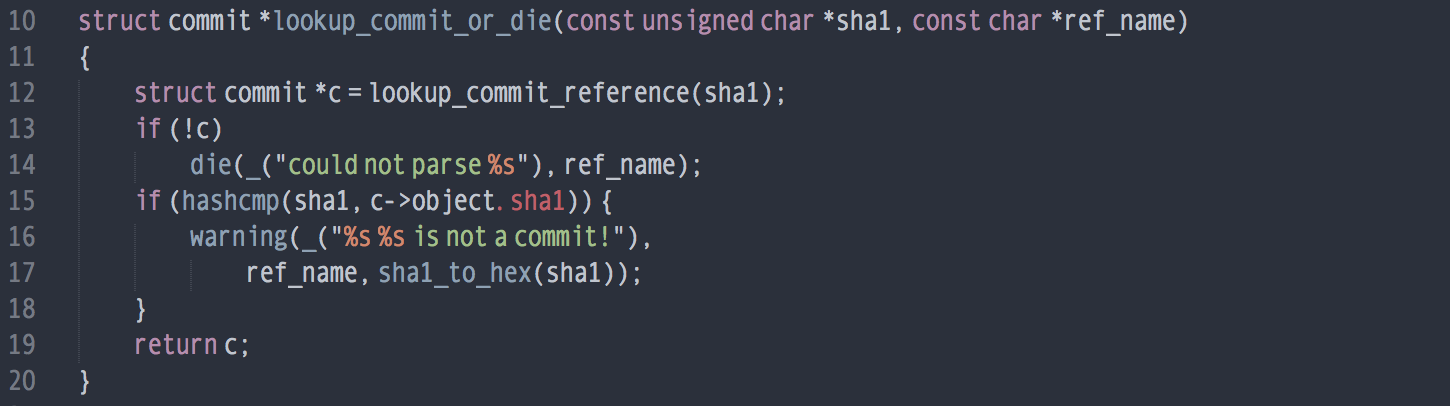 10 struct commit *lookup_commit_or_die(const unsigned char *sha1, const char *ref_name)
11 {
12     struct commit *c = lookup_commit_reference(sha1);
13     if (!c)
14         die(_("could not parse %s"), ref_name);
15     if (hashcmp(sha1, c->object.sha1)) {
16         warning(_("%s %s is not a commit!"),
17             ref_name, sha1_to_hex(sha1));
18     }
19     return c;
20 }